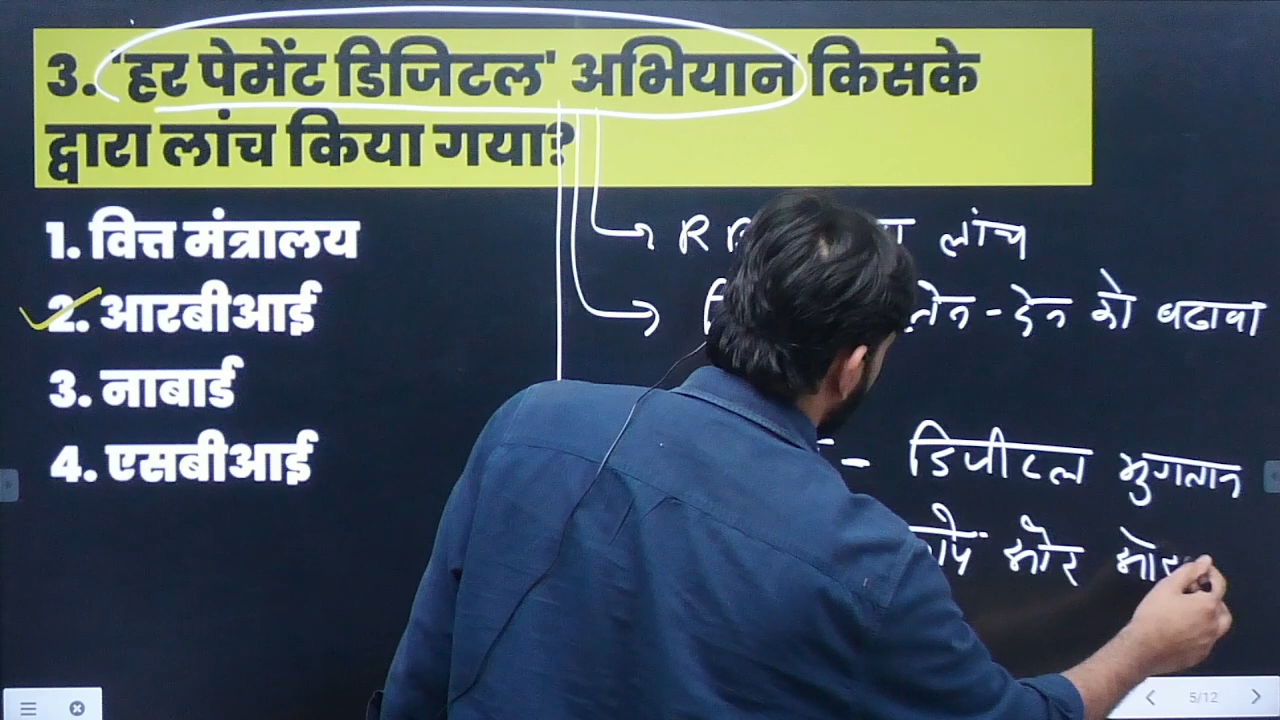 3. 'हर पेमेंट डिजिटल' अभियान किसके
द्वारा लांच किया गया?
1. वित्त मंत्रालय
2. आरबीआई
3. नाबार्ड
4. एसबीआई
R लांच
लेन-देन को बढावा
- डिजीटल भुगतान
और
5/12